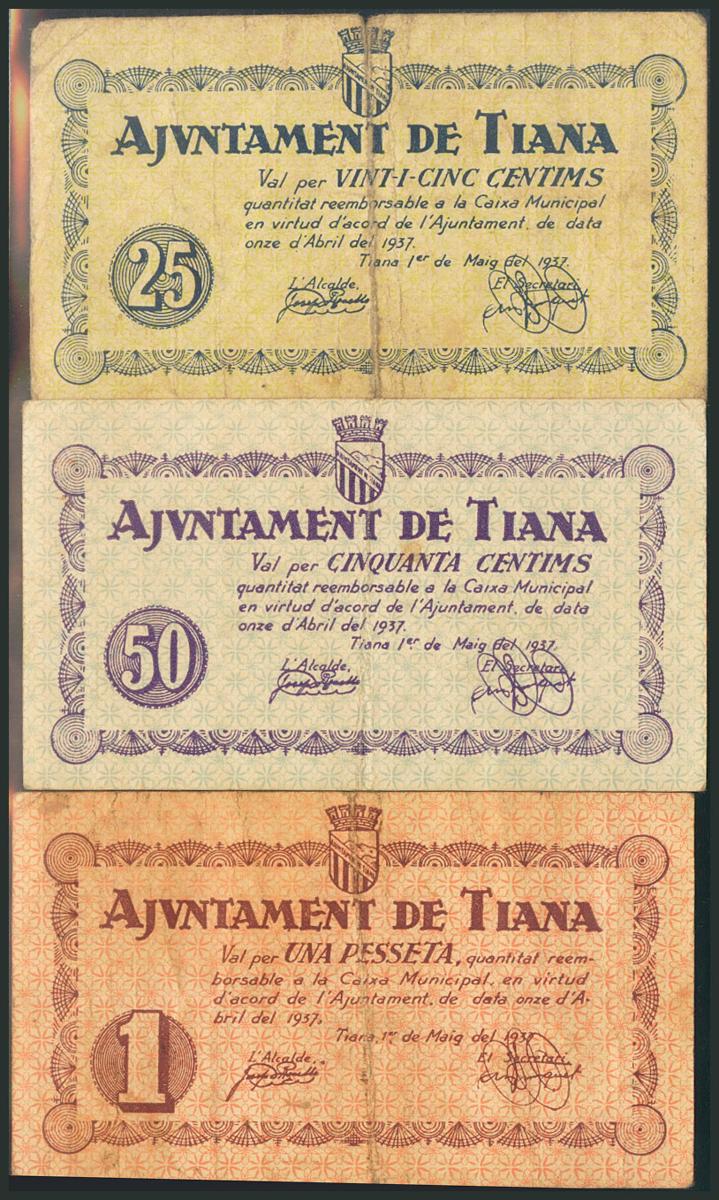 AJVNTAMENT DE TIANA
Val per VINT-I-CINC CENTIMS
quantitat reemborsable a la Caixa Municipal
en virtud d'acord de l'Ajuntament, de data
onze d'Abril del 1937.
Tiana 1er de Maig del 1937.
L'Alcalde,
El Secretari
25
AJVNTAMENT DE TIANA
Val per CINQUANTA CENTIMS
quantitat reemborsable a la Caixa Municipal
en virtud d'acord de l'Ajuntament, de data
onze d'Abril del 1937.
Tiana 1er de Maig del 1937.
L'Alcalde,
El Secretari
50
AJVNTAMENT DE TIANA
Val per UNA PESSETA, quantitat reem-
borsable a la Caixa Municipal, en virtud
d'acord de l'Ajuntament, de data onze d'A-
bril del 1937.
Tiana, 1er de Maig del 1937
L'Alcalde,
El Secretari
1